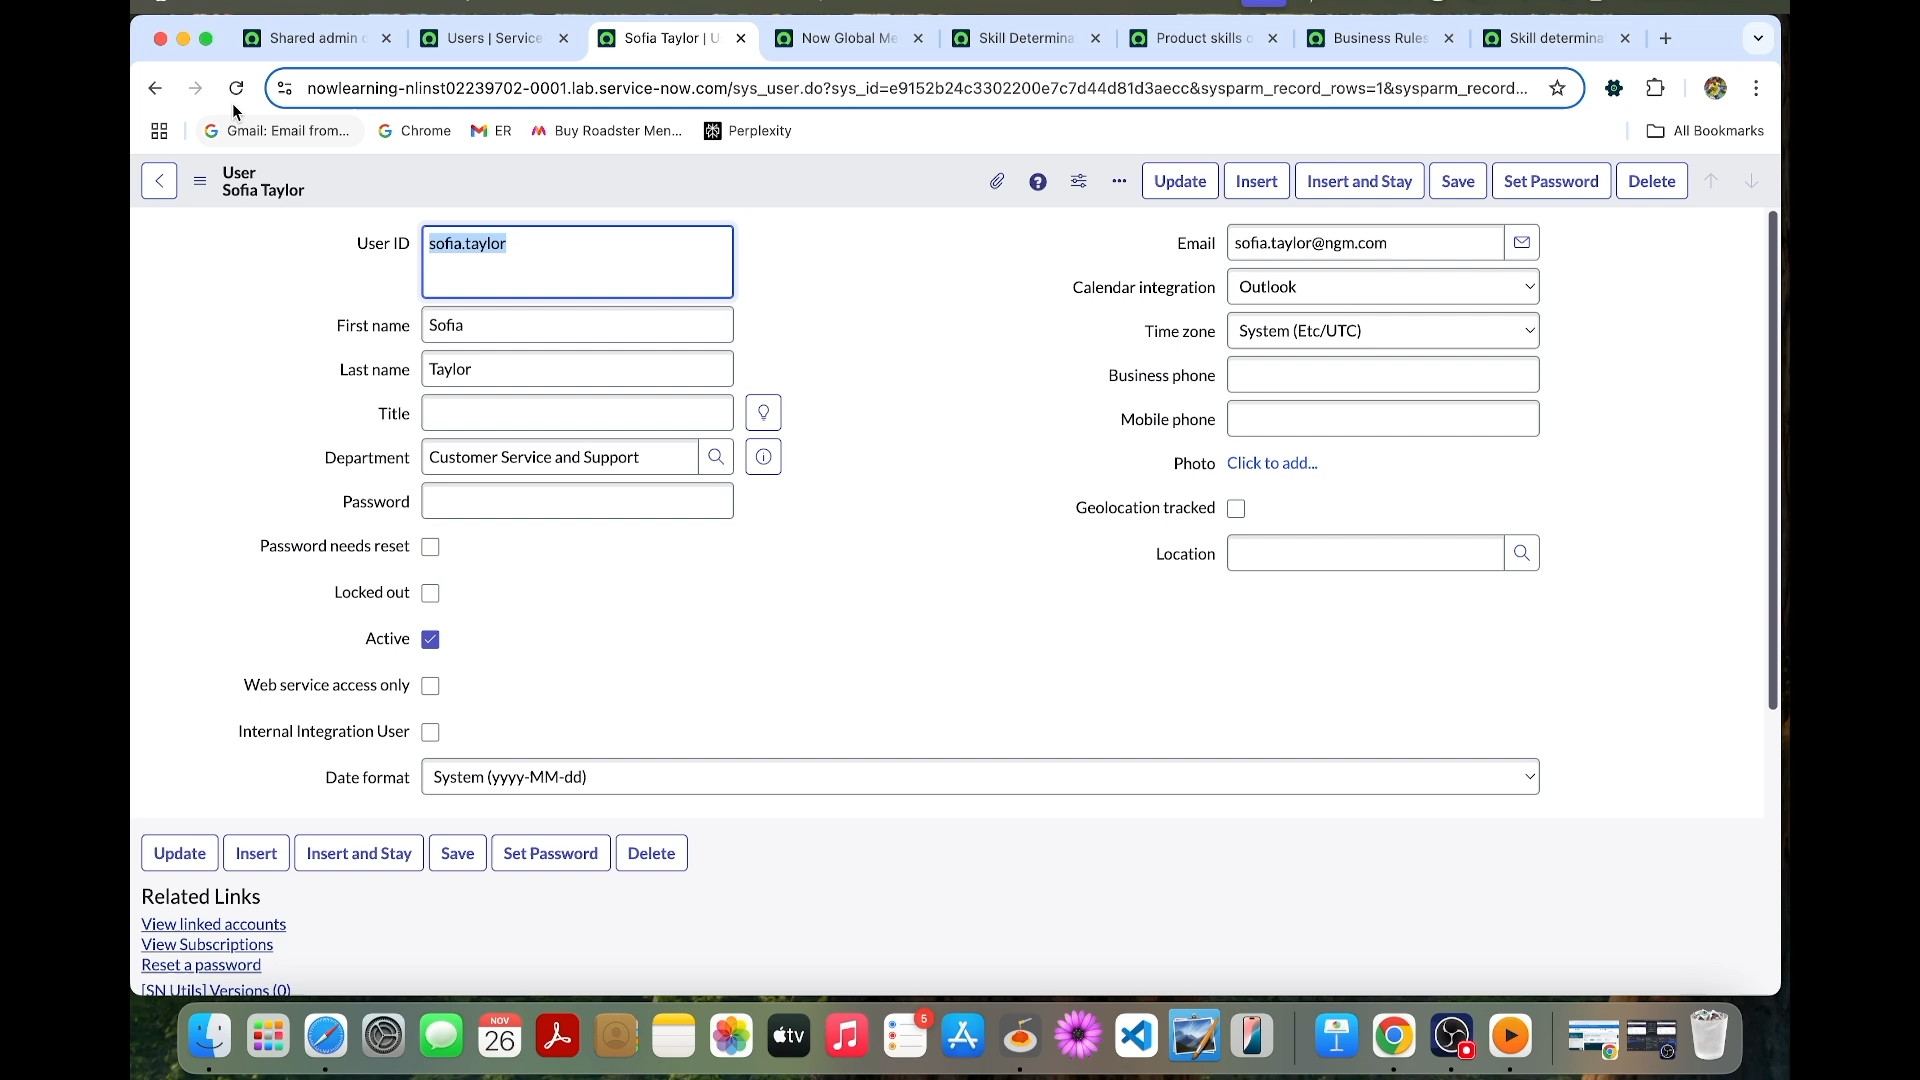 Shared admin
Users | Service
Sofia Taylor | U
Now Global Me
Skill Determina
Product skills o
Business Rules
Skill determina
nowlearning-nlinst02239702-0001.lab.service-now.com/sys_user.do?sys_id=e9152b24c3302200e7c7d44d81d3aecc&sysparm_record_rows=1&sysparm_record...
Gmail: Email from...
Chrome
ER
Buy Roadster Men...
Perplexity
All Bookmarks
User
Sofia Taylor
Update
Insert
Insert and Stay
Save
Set Password
Delete
User ID
sofia.taylor
Email
sofia.taylor@ngm.com
Calendar integration
Outlook
First name
Sofia
Time zone
System (Etc/UTC)
Last name
Taylor
Business phone
Title
Mobile phone
Department
Customer Service and Support
Photo
Click to add...
Password
Geolocation tracked
Password needs reset
Location
Locked out
Active
Web service access only
Internal Integration User
Date format
System (yyyy-MM-dd)
Update
Insert
Insert and Stay
Save
Set Password
Delete
Related Links
View linked accounts
View Subscriptions
Reset a password
[SN Utils] Versions (0)
NOV
26
tv
5